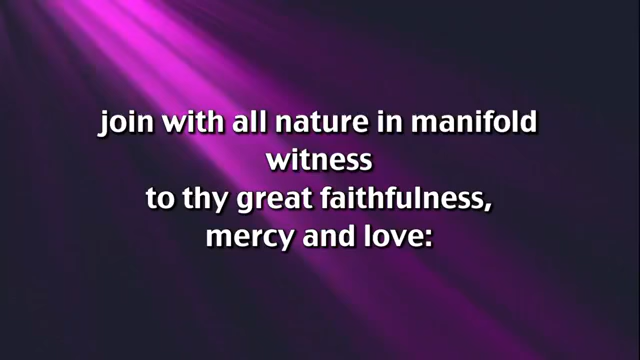 join with all nature in manifold
witness
to thy great faithfulness,
mercy and love: